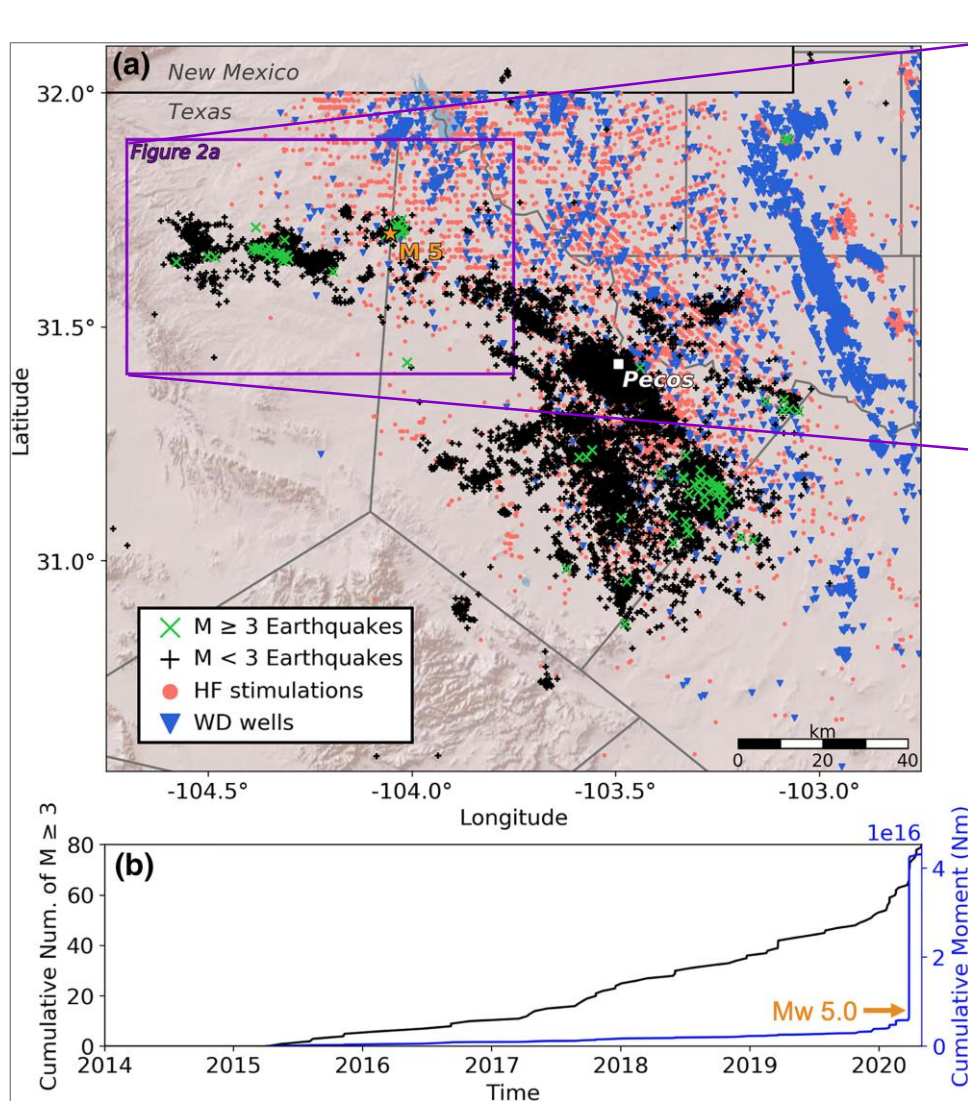 (a)
New Mexico
Texas
32.0°
Figure 2a
M 5
31.5°
Pecos
Latitude
31.0°
M ≥ 3 Earthquakes
M < 3 Earthquakes
HF stimulations
WD wells
km
0 20 40
-104.5° -104.0° -103.5° -103.0°
Longitude
(b)
1e16
Cumulative Num. of M ≥ 3
80
60
40
20
0
Mw 5.0
4
2
0
Cumulative Moment (Nm)
2014 2015 2016 2017 2018 2019 2020
Time